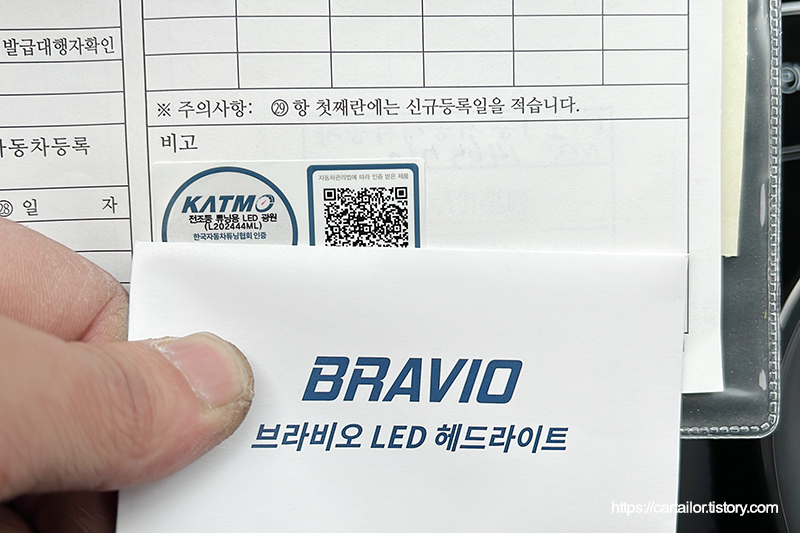 발급대행자확인
※ 주의사항: ㉙ 항 첫째란에는 신규등록일을 적습니다.
자동차등록
비고
㉘ 일 자
자동차관리법에 따라 인증 받은 제품
KATMO
전조등 튜닝용 LED 광원
(L202444ML)
한국자동차튜닝협회 인증
BRAVIO
브라비오 LED 헤드라이트
https://cartailor.tistory.com